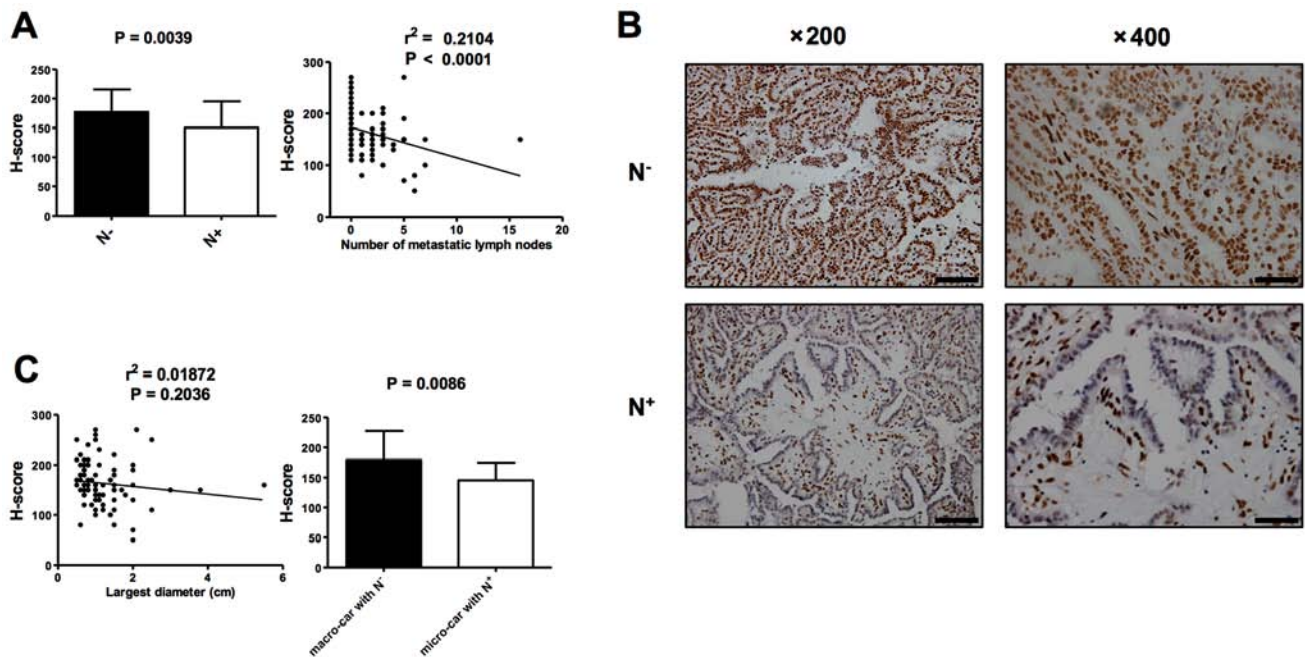 A
P = 0.0039
H-score
250
200
150
100
50
0
N-
N+
r2 = 0.2104
P < 0.0001
H-score
300
200
100
0
0
5
10
15
20
Number of metastatic lymph nodes
B
×200
×400
N-
N+
C
r2 = 0.01872
P = 0.2036
H-score
300
200
100
0
0
2
4
6
Largest diameter (cm)
P = 0.0086
H-score
250
200
150
100
50
0
macro-car with N-
micro-car with N+